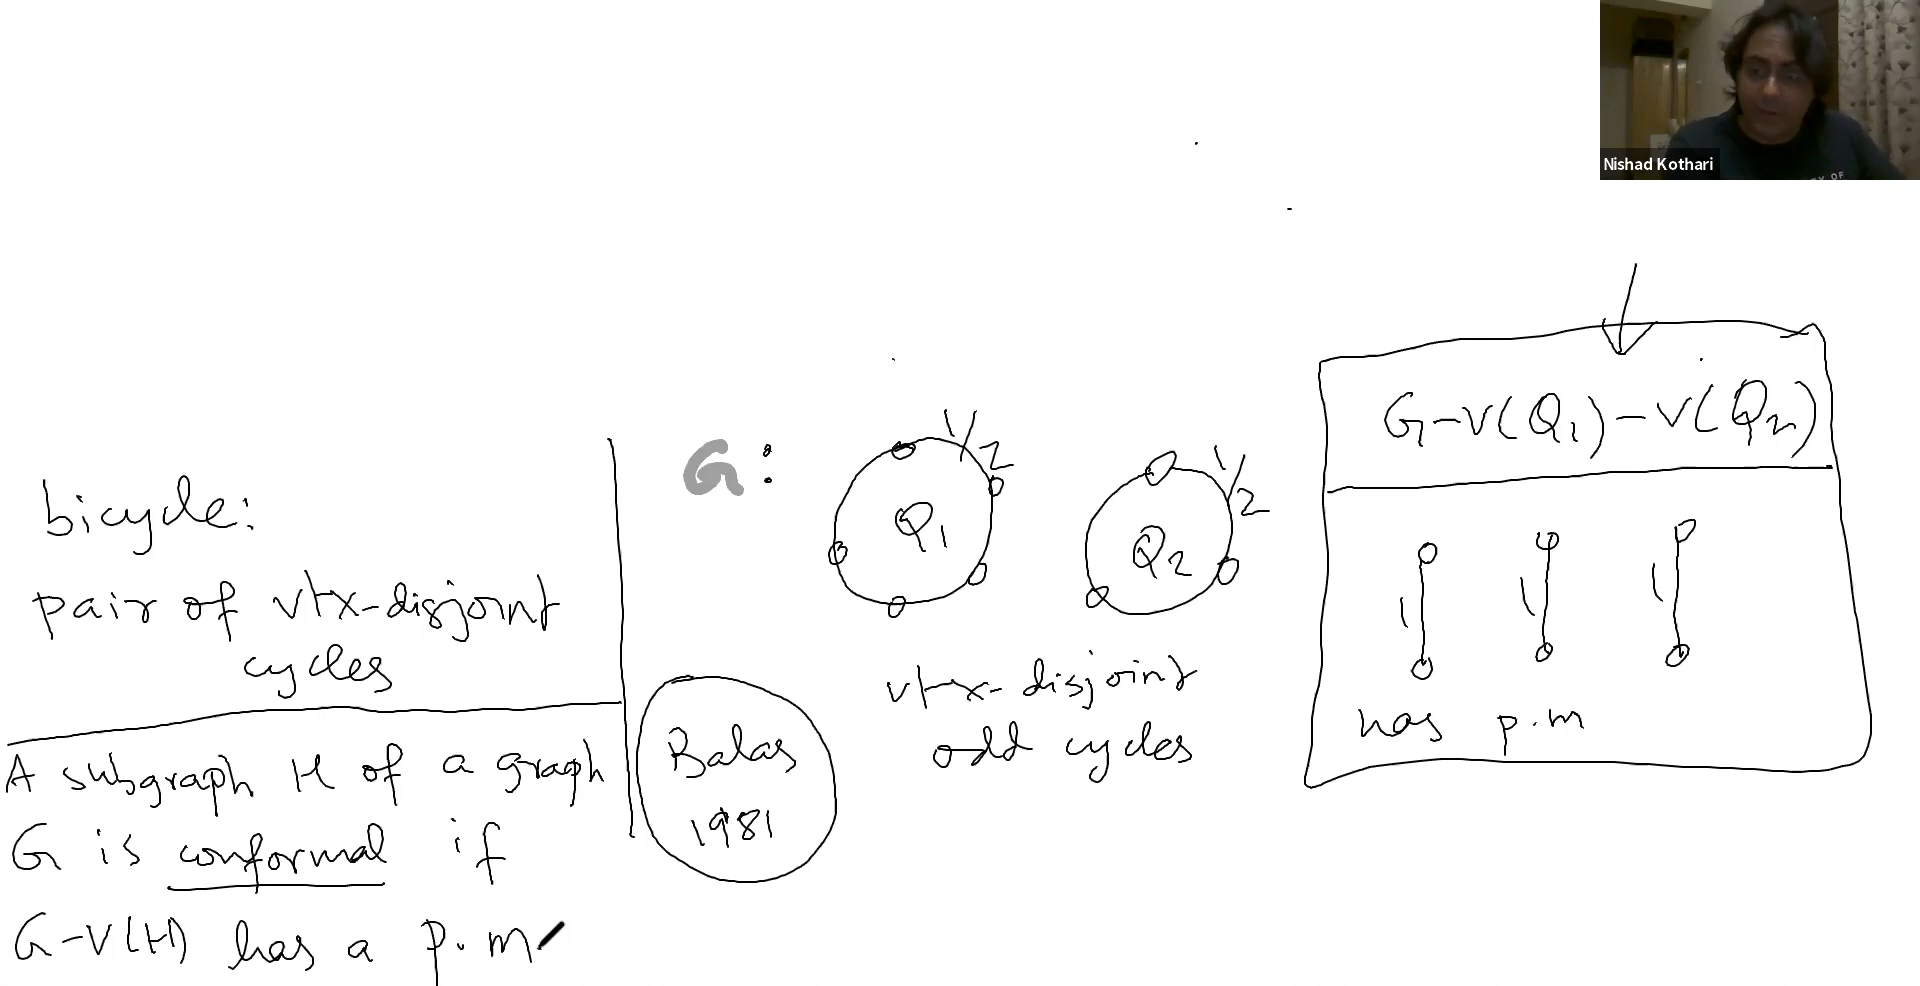 Nishad Kothari
bicycle:
pair of vtx-disjoint
cycles
A subgraph H of a graph
G is conformal if
G-V(H) has a p.m
G:
Q1
1/2
Q2
1/2
vtx-disjoint
odd cycles
Balas
1981
G-V(Q1)-V(Q2)
1 1 1
has p.m